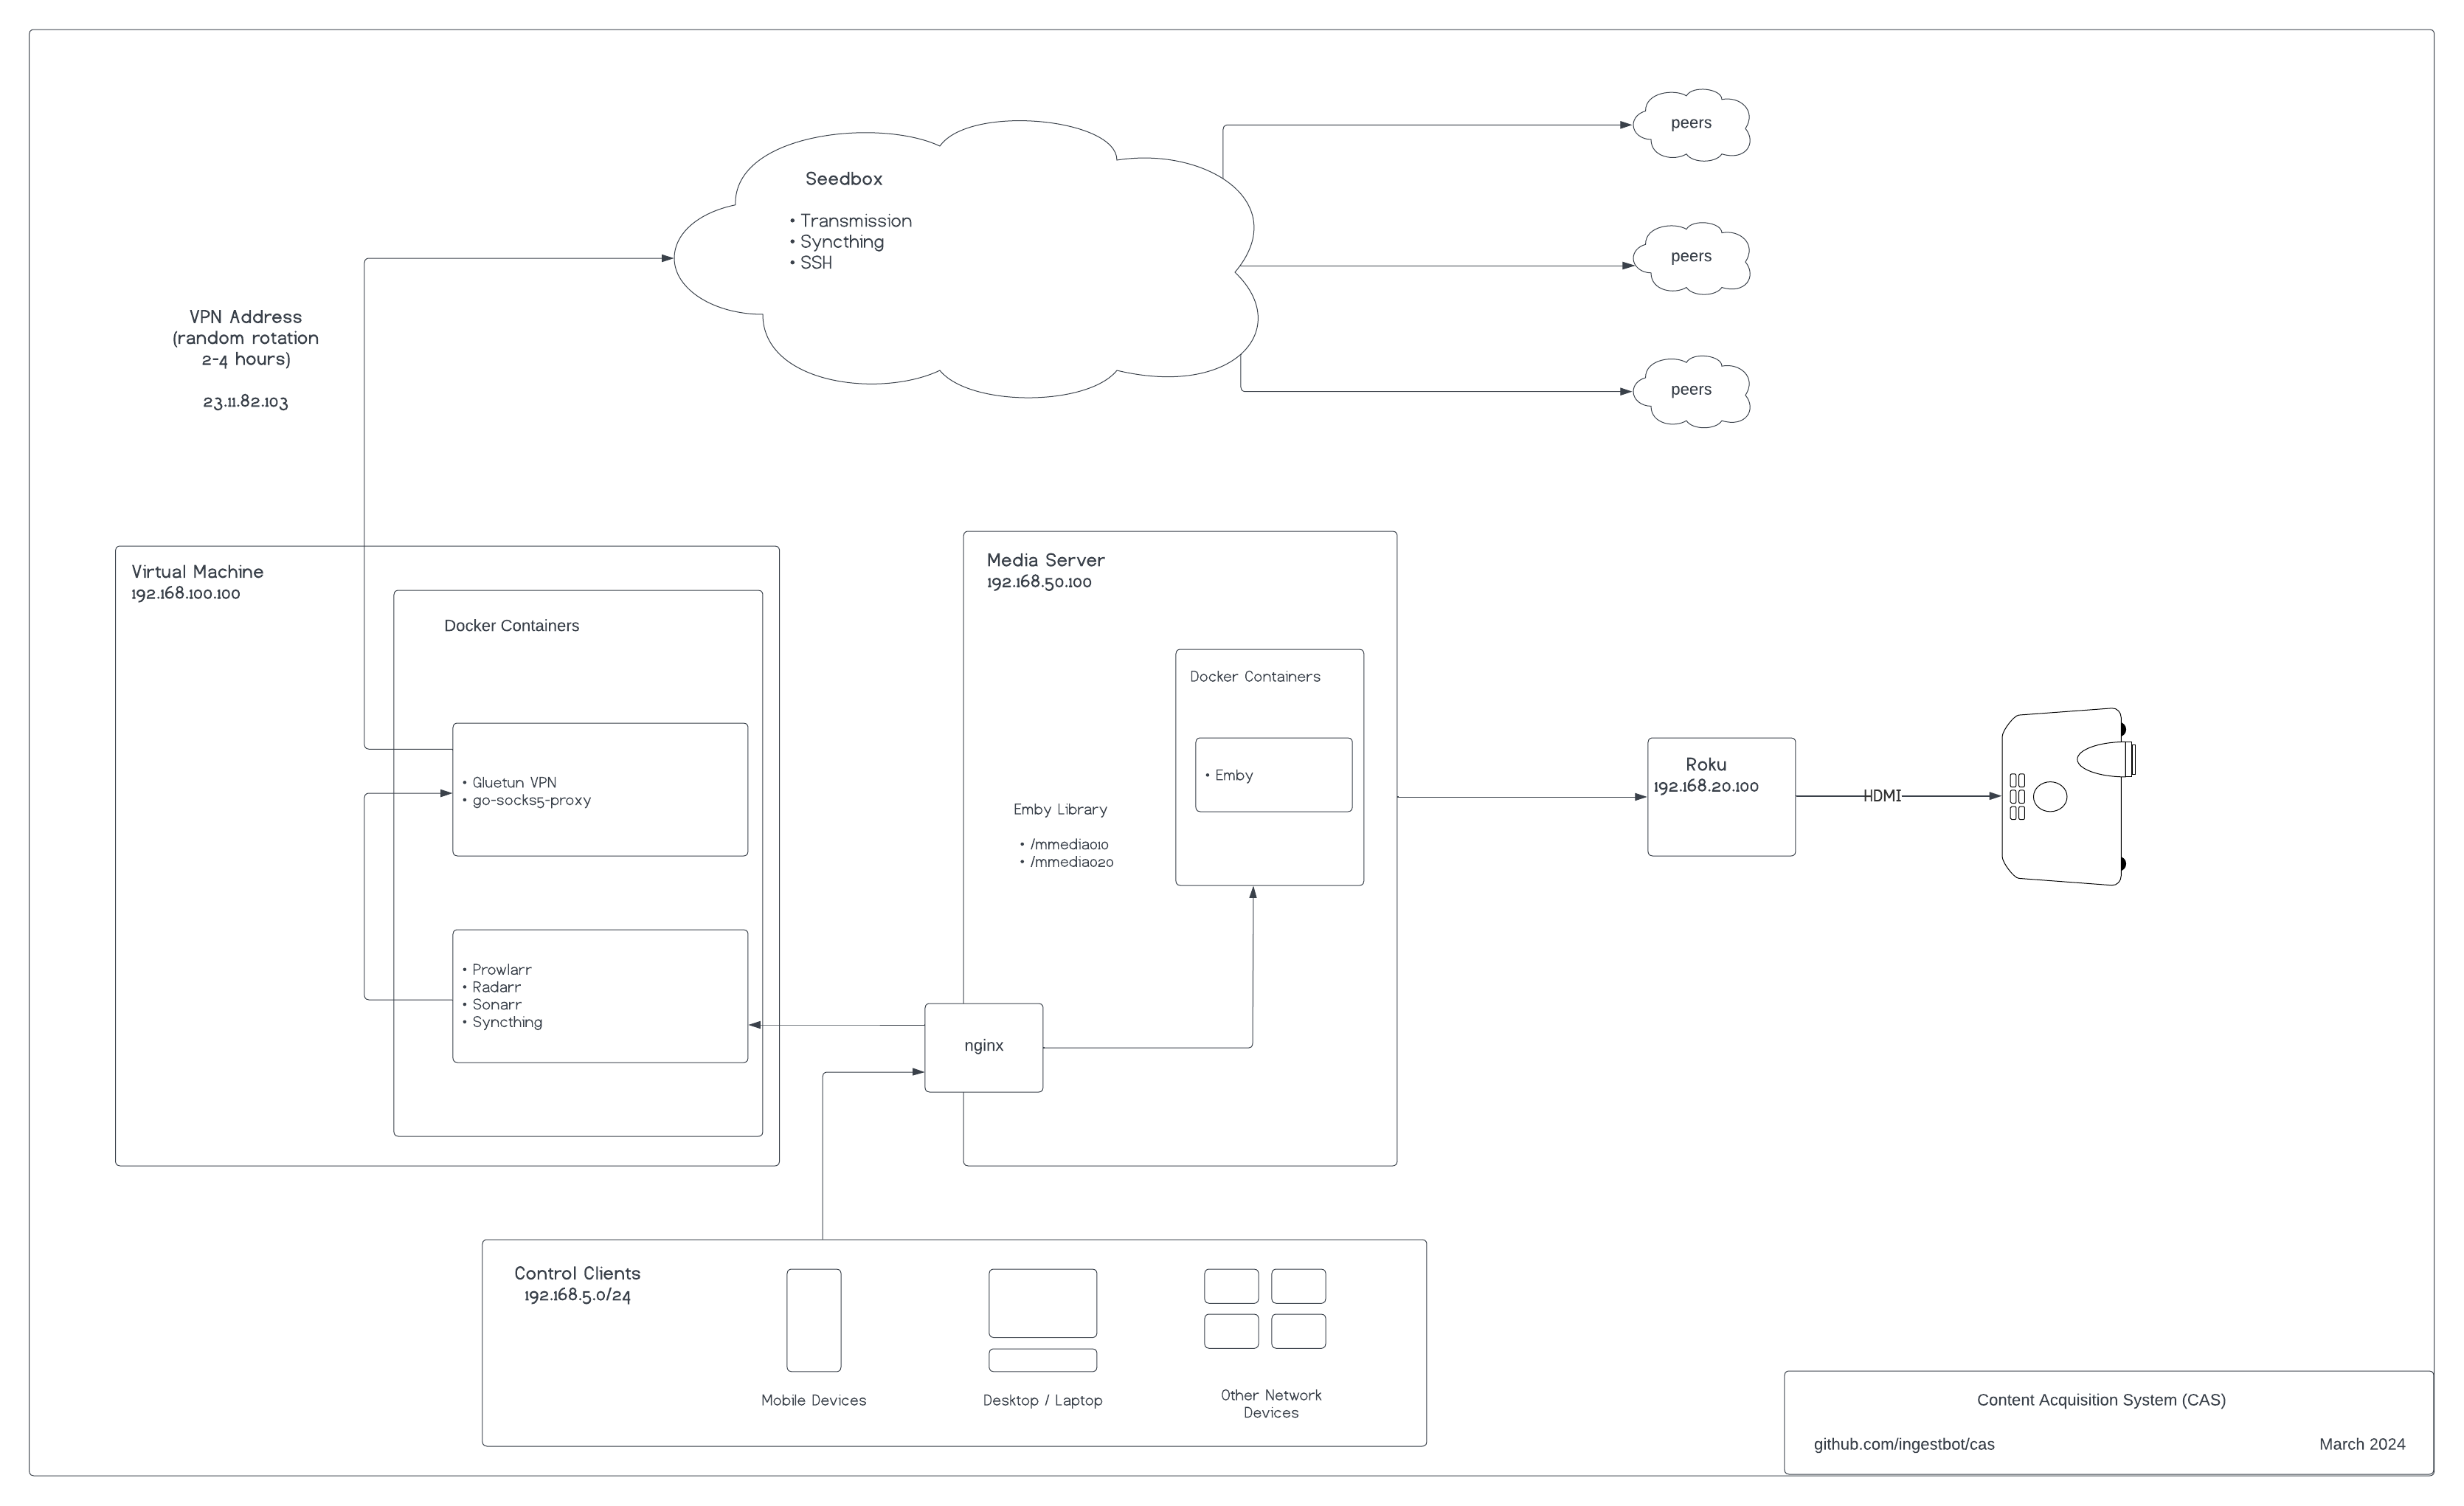 peers
Seedbox
• Transmission
• Syncthing
• SSH
peers
VPN Address
(random rotation
2-4 hours)
23.11.82.103
peers
Virtual Machine
192.168.100.100
Docker Containers
• Gluetun VPN
• go-socks5-proxy
• Prowlarr
• Radarr
• Sonarr
• Syncthing
Media Server
192.168.50.100
Docker Containers
• Emby
Emby Library
• /mmedia010
• /mmedia020
nginx
Roku
192.168.20.100
HDMI
Control Clients
192.168.5.0/24
Mobile Devices
Desktop / Laptop
Other Network
Devices
Content Acquisition System (CAS)
github.com/ingestbot/cas
March 2024